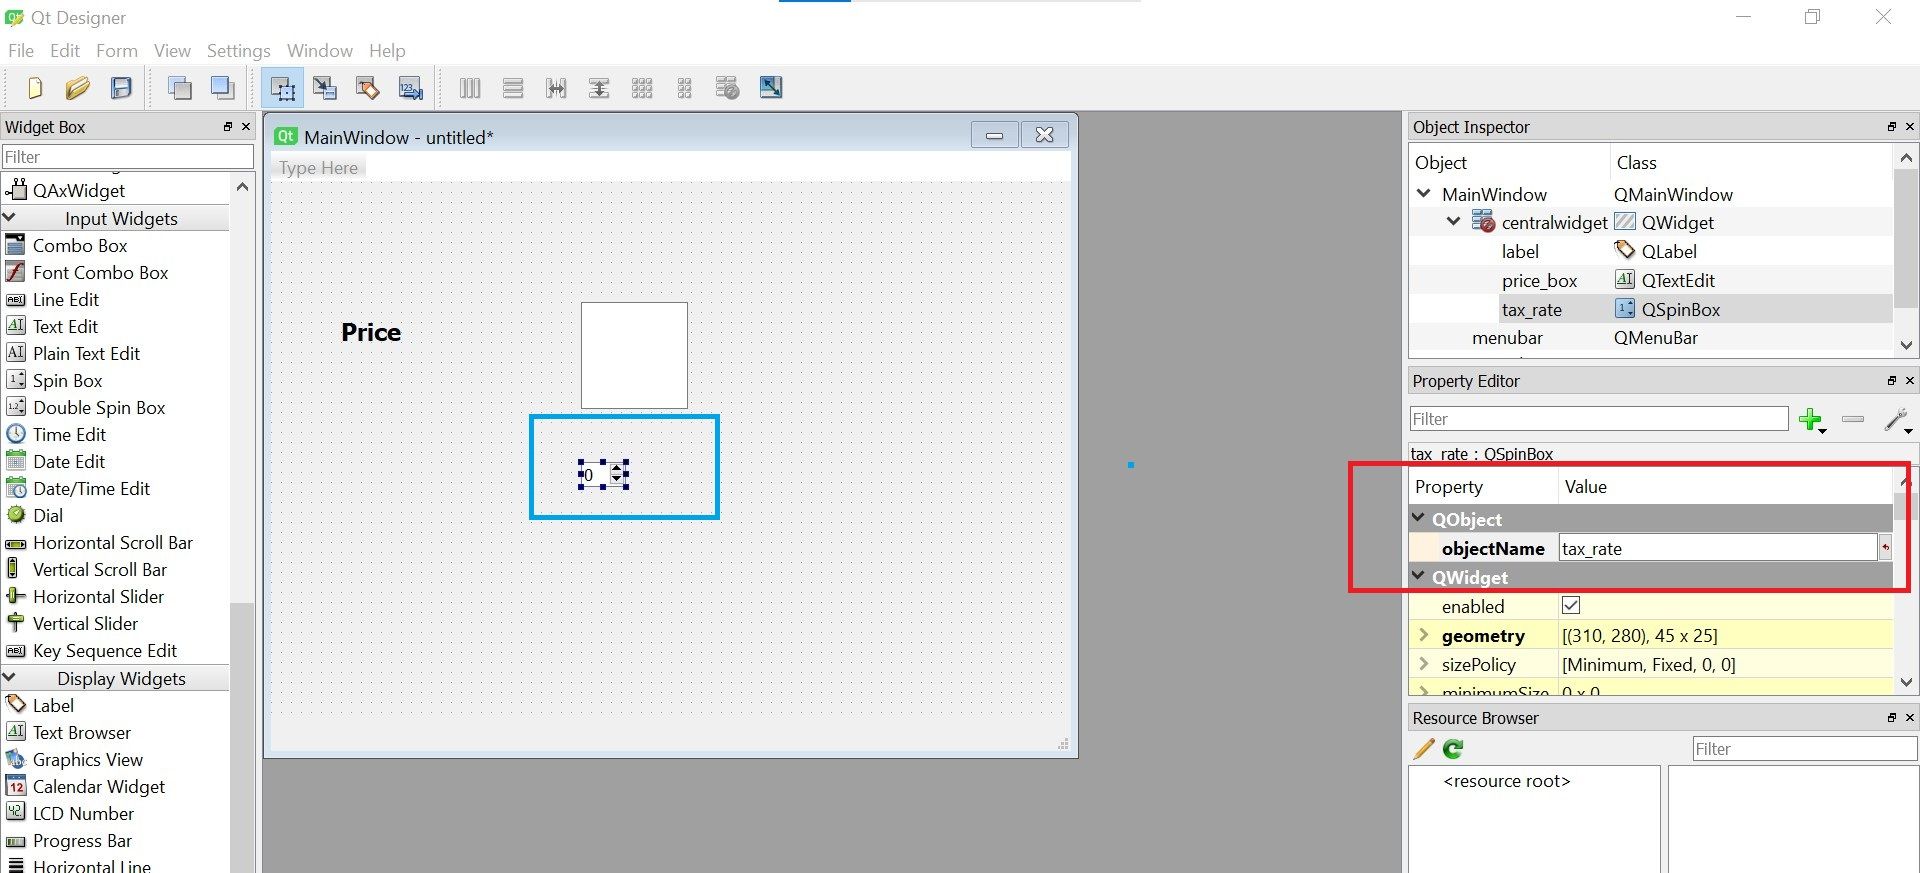 Qt Designer
File Edit Form View Settings Window Help
Widget Box
Filter
QAxWidget
Input Widgets
Combo Box
Font Combo Box
Line Edit
Text Edit
Plain Text Edit
Spin Box
Double Spin Box
Time Edit
Date Edit
Date/Time Edit
Dial
Horizontal Scroll Bar
Vertical Scroll Bar
Horizontal Slider
Vertical Slider
Key Sequence Edit
Display Widgets
Label
Text Browser
Graphics View
Calendar Widget
LCD Number
Progress Bar
Horizontal Line
Qt MainWindow - untitled*
Type Here
Price
0
Object Inspector
Object Class
MainWindow QMainWindow
centralwidget QWidget
label QLabel
price_box QTextEdit
tax_rate QSpinBox
menubar QMenuBar
Property Editor
Filter
tax_rate : QSpinBox
Property Value
QObject
objectName tax_rate
QWidget
enabled
geometry [(310, 280), 45 x 25]
sizePolicy [Minimum, Fixed, 0, 0]
minimumSize 0 x 0
Resource Browser
Filter
<resource root>